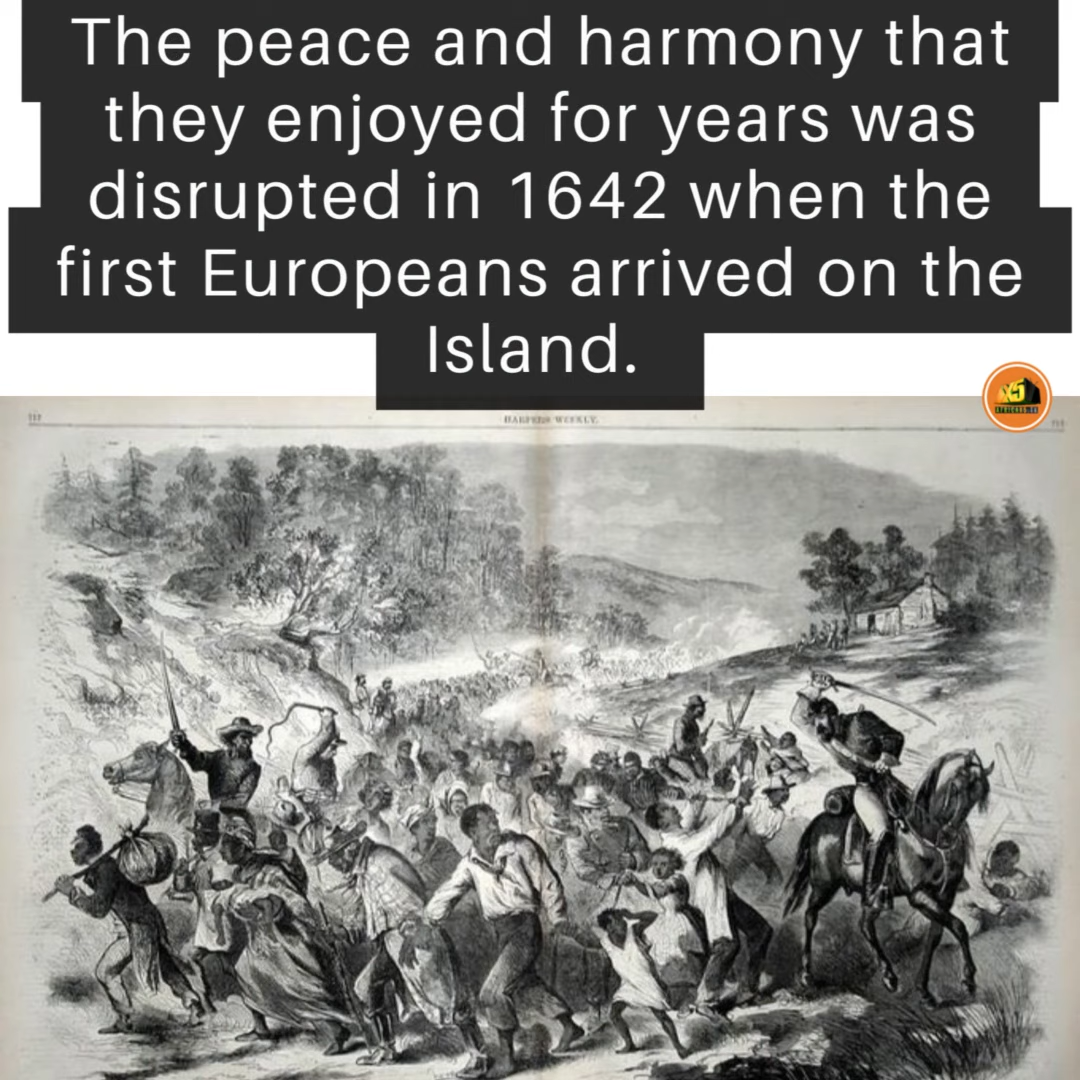 The peace and harmony that
they enjoyed for years was
disrupted in 1642 when the
first Europeans arrived on the
Island.
HARPER'S WEEKLY.